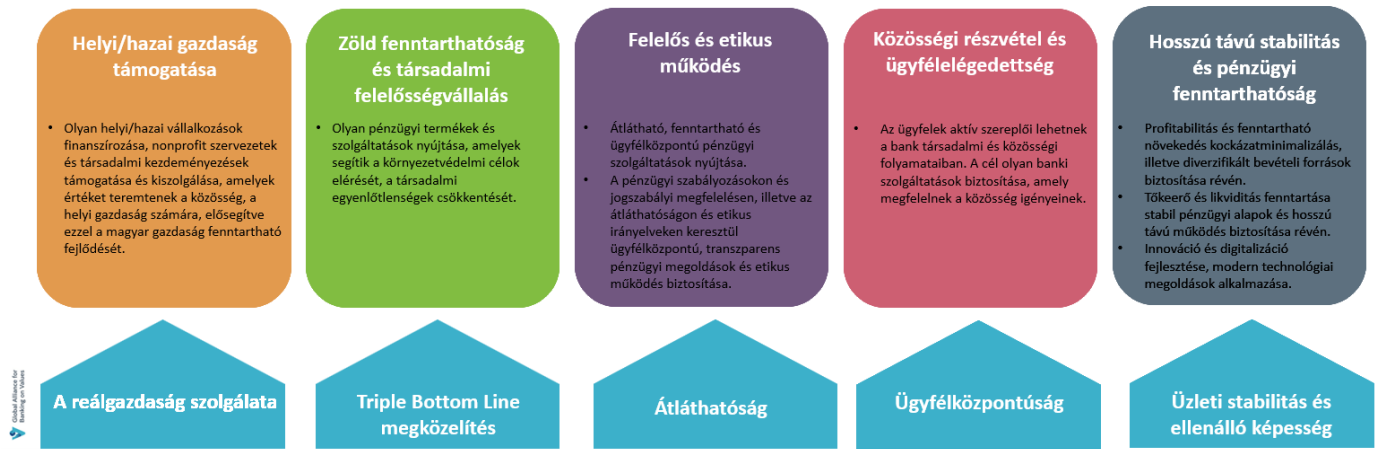 Helyi/hazai gazdaság
támogatása
• Olyan helyi/hazai vállalkozások
finanszírozása, nonprofit szervezetek
és társadalmi kezdeményezések
támogatása és kiszolgálása, amelyek
értéket teremtenek a közösség, a
helyi gazdaság számára, elősegítve
ezzel a magyar gazdaság fenntartható
fejlődését.
Zöld fenntarthatóság
és társadalmi
felelősségvállalás
• Olyan pénzügyi termékek és
szolgáltatások nyújtása, amelyek
segítik a környezetvédelmi célok
elérését, a társadalmi
egyenlőtlenségek csökkentését.
Felelős és etikus
működés
• Átlátható, fenntartható és
ügyfélközpontú pénzügyi
szolgáltatások nyújtása.
• A pénzügyi szabályozásokon és
jogszabályi megfelelésen, illetve az
átláthatóságon és etikus
irányelveken keresztül
ügyfélközpontú, transzparens
pénzügyi megoldások és etikus
működés biztosítása.
Közösségi részvétel és
ügyfélelégedettség
• Az ügyfelek aktív szereplői lehetnek
a bank társadalmi és közösségi
folyamataiban. A cél olyan banki
szolgáltatások biztosítása, amely
megfelelnek a közösség igényeinek.
Hosszú távú stabilitás
és pénzügyi
fenntarthatóság
• Profitabilitás és fenntartható
növekedés kockázatminimalizálás,
illetve diverzifikált bevételi források
biztosítása révén.
• Tőkeerő és likviditás fenntartása
stabil pénzügyi alapok és hosszú
távú működés biztosítása révén.
• Innováció és digitalizáció
fejlesztése, modern technológiai
megoldások alkalmazása.
Global Alliance for
Banking on Values
A reálgazdaság szolgálata
Triple Bottom Line
megközelítés
Átláthatóság
Ügyfélközpontúság
Üzleti stabilitás és
ellenálló képesség